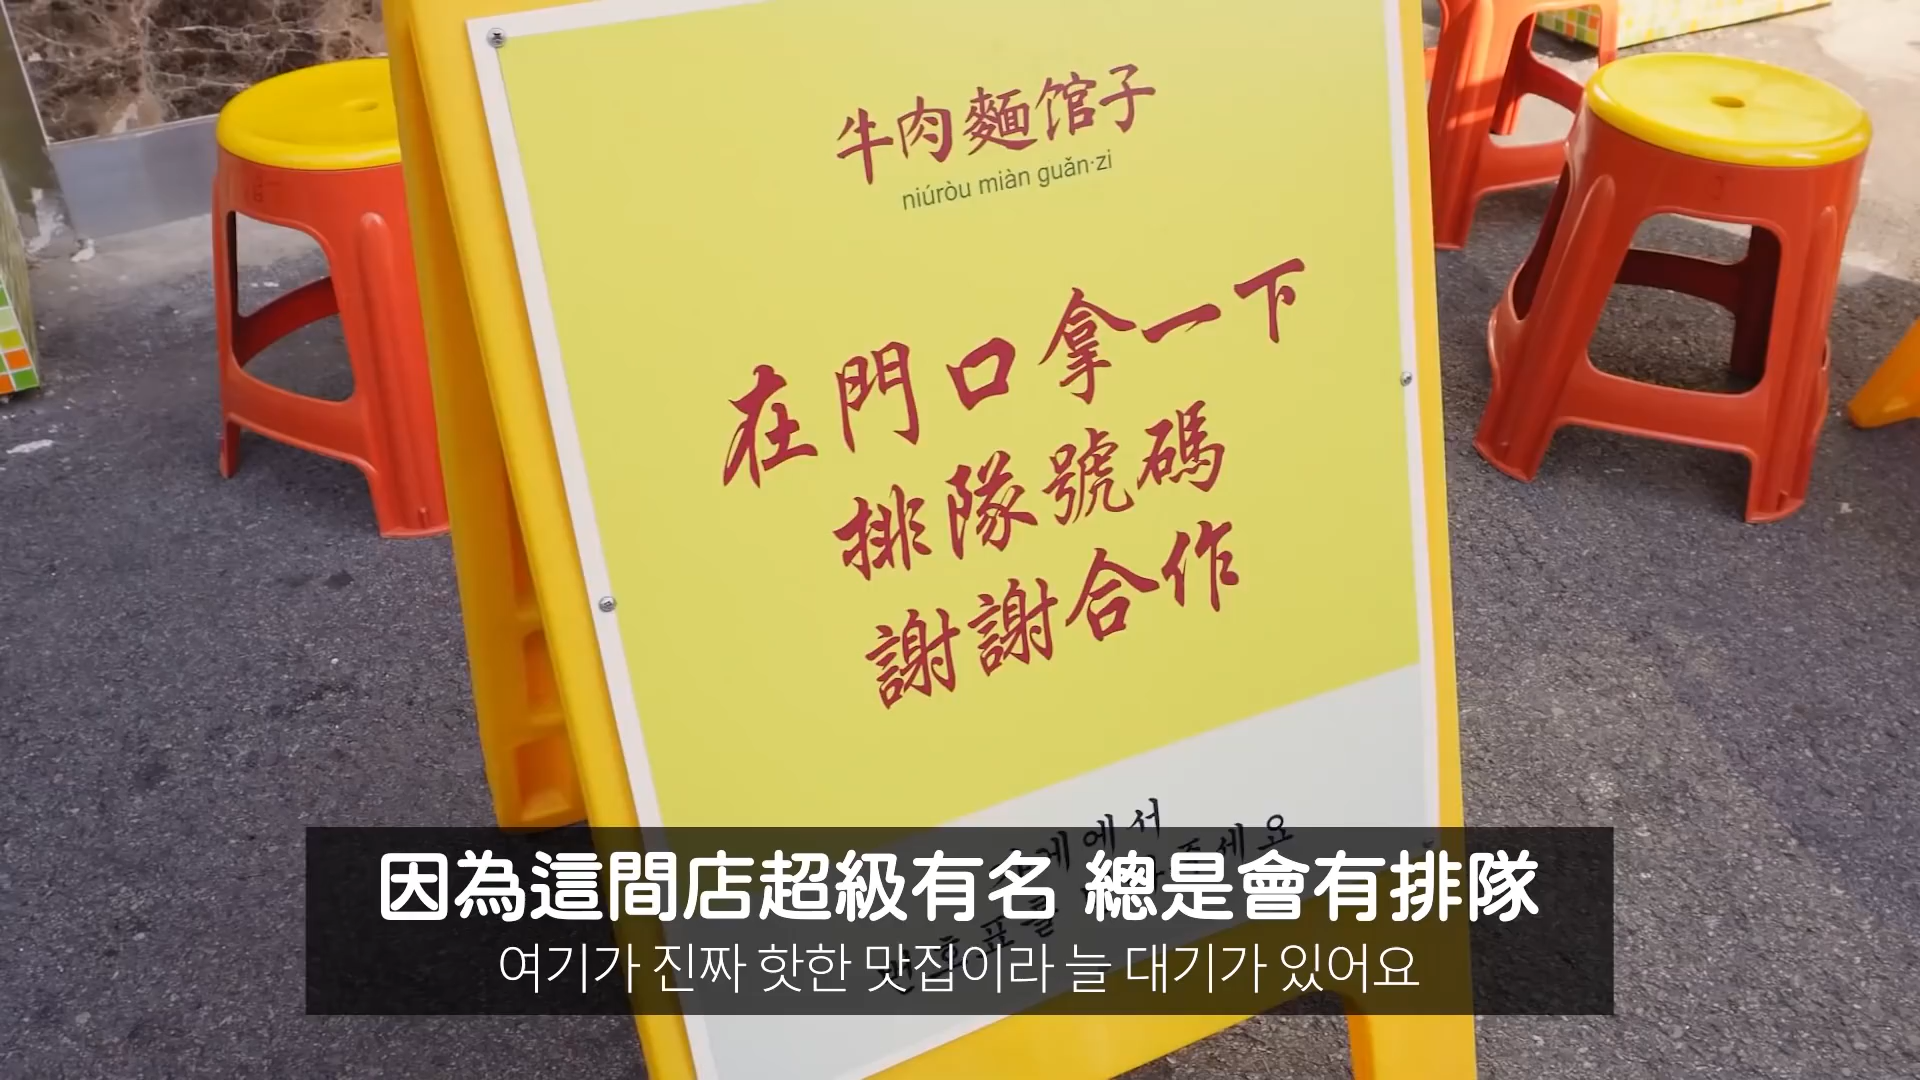 牛肉麵馆子
niúròu miàn guǎn·zi
在門口拿一下
排隊號碼
謝謝合作
因為這間店超級有名 總是會有排隊
여기가 진짜 핫한 맛집이라 늘 대기가 있어요